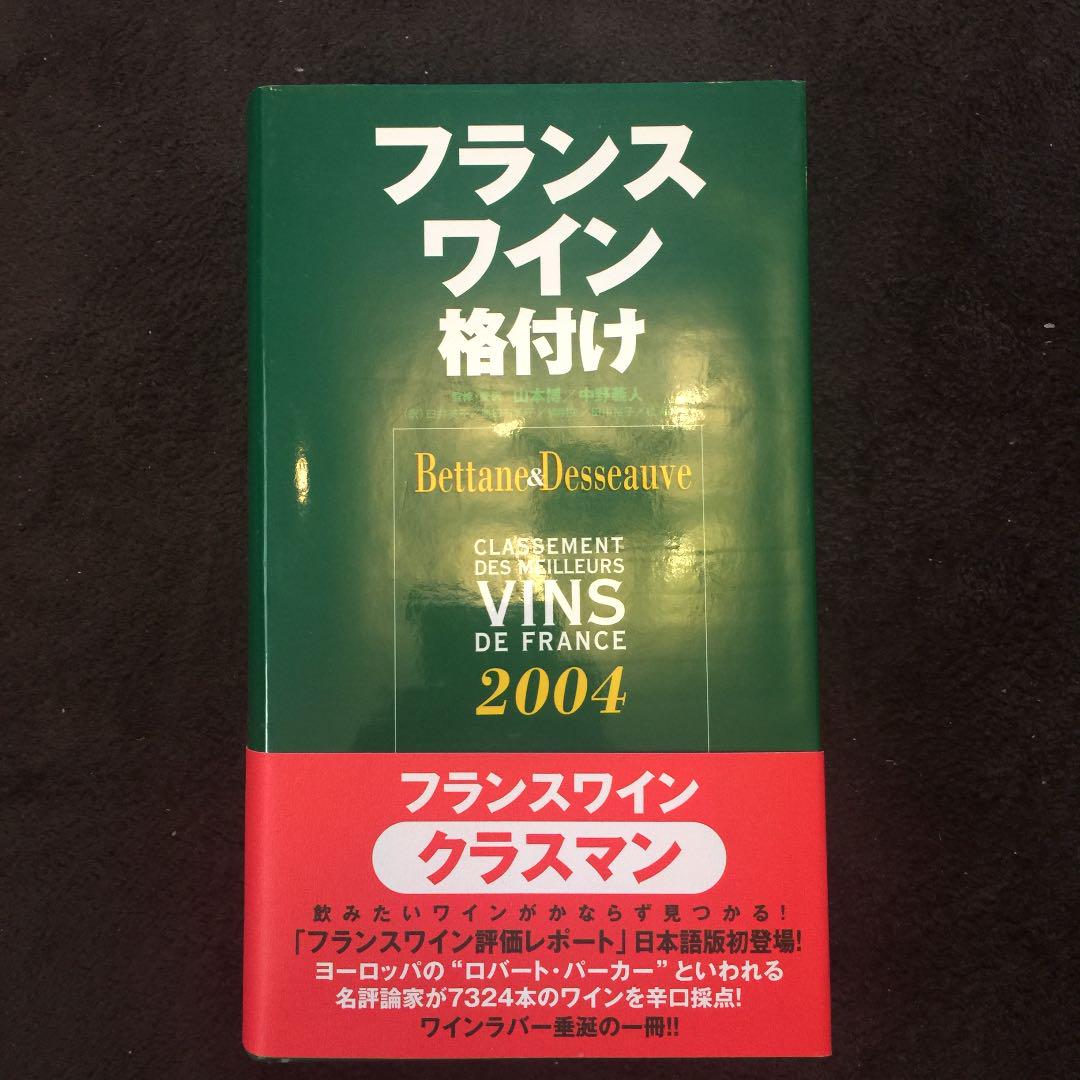 フランス
ワイン
格付け
山本博／中野義人
Bettane&Desseauve
CLASSEMENT
DES MEILLEURS
VINS
DE FRANCE
2004
フランスワイン
クラスマン
飲みたいワインがかならず見つかる!
「フランスワイン評価レポート」日本語版初登場!
ヨーロッパの“ロバート・パーカー”といわれる
名評論家が7324本のワインを辛口採点!
ワインラバー垂涎の一冊!!